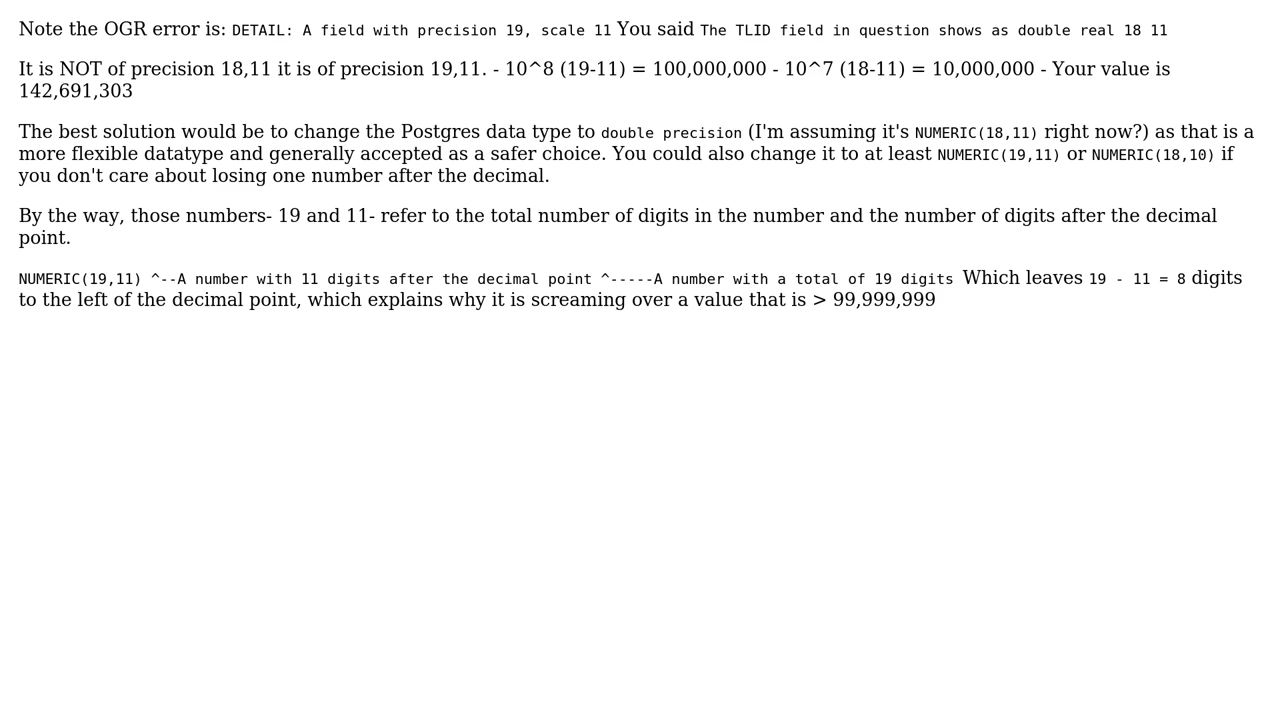 Note the OGR error is: DETAIL: A field with precision 19, scale 11 You said The TLID field in question shows as double real 18 11
It is NOT of precision 18,11 it is of precision 19,11. - 10^8 (19-11) = 100,000,000 - 10^7 (18-11) = 10,000,000 - Your value is
142,691,303
The best solution would be to change the Postgres data type to double precision (I'm assuming it's NUMERIC(18,11) right now?) as that is a
more flexible datatype and generally accepted as a safer choice. You could also change it to at least NUMERIC(19,11) or NUMERIC(18,10) if
you don't care about losing one number after the decimal.
By the way, those numbers- 19 and 11- refer to the total number of digits in the number and the number of digits after the decimal
point.
NUMERIC(19,11) ^--A number with 11 digits after the decimal point ^-----A number with a total of 19 digits Which leaves 19 - 11 = 8 digits
to the left of the decimal point, which explains why it is screaming over a value that is > 99,999,999